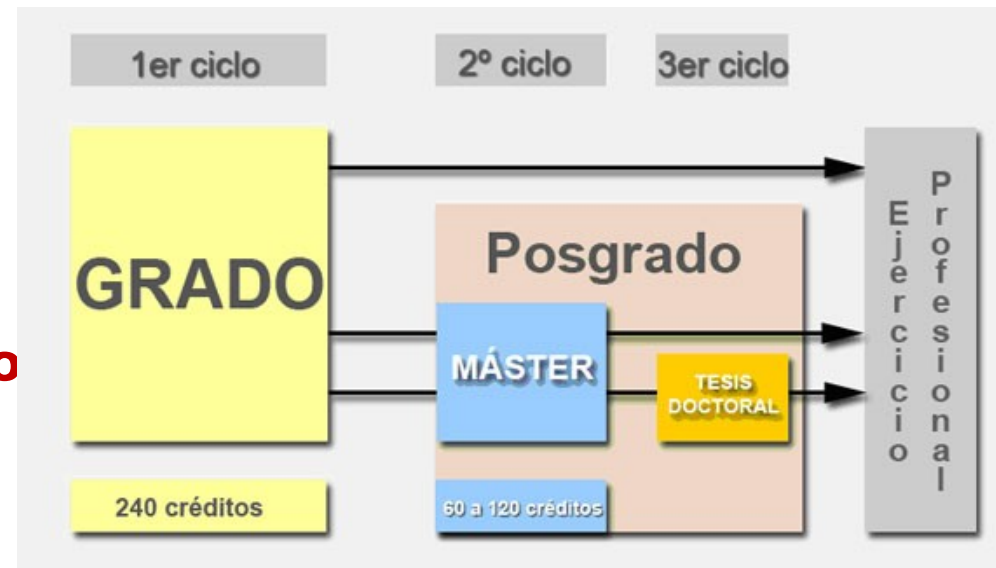 1er ciclo
2º ciclo
3er ciclo
GRADO
Posgrado
MÁSTER
TESIS
DOCTORAL
240 créditos
60 a 120 créditos
Ejercicio
Profesional
o